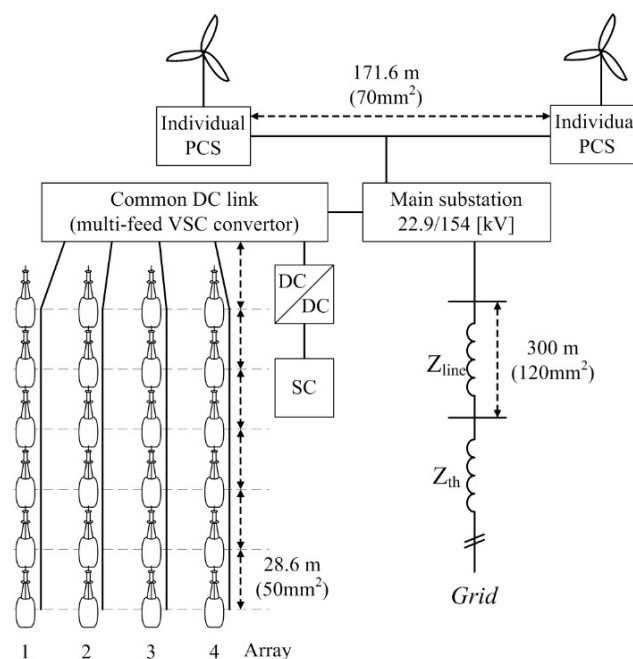 171.6 m
(70mm²)
Individual
PCS
Individual
PCS
Common DC link
(multi-feed VSC convertor)
Main substation
22.9/154 [kV]
DC
DC
SC
Z_line
300 m
(120mm²)
Z_th
28.6 m
(50mm²)
Grid
1 2 3 4 Array